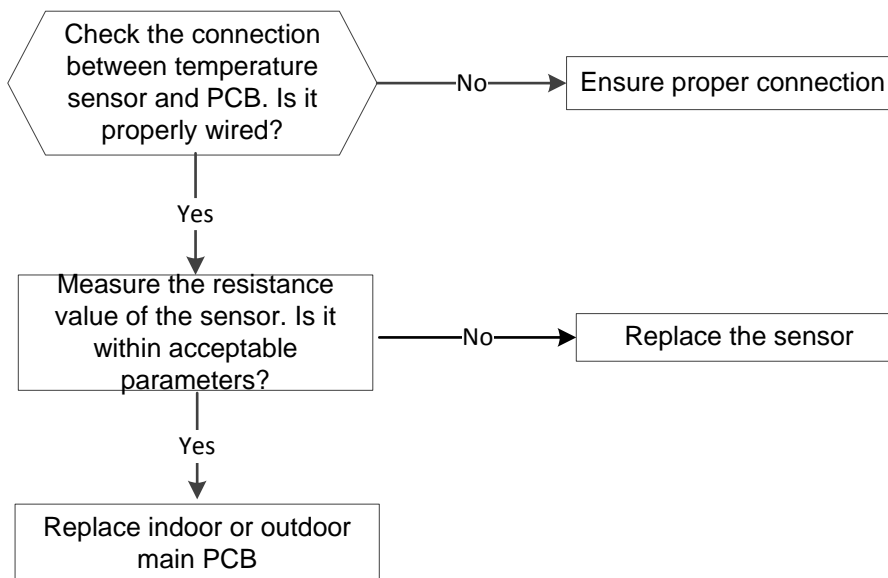 Check the connection
between temperature
sensor and PCB. Is it
properly wired?
No
Ensure proper connection
Yes
Measure the resistance
value of the sensor. Is it
within acceptable
parameters?
No
Replace the sensor
Yes
Replace indoor or outdoor
main PCB